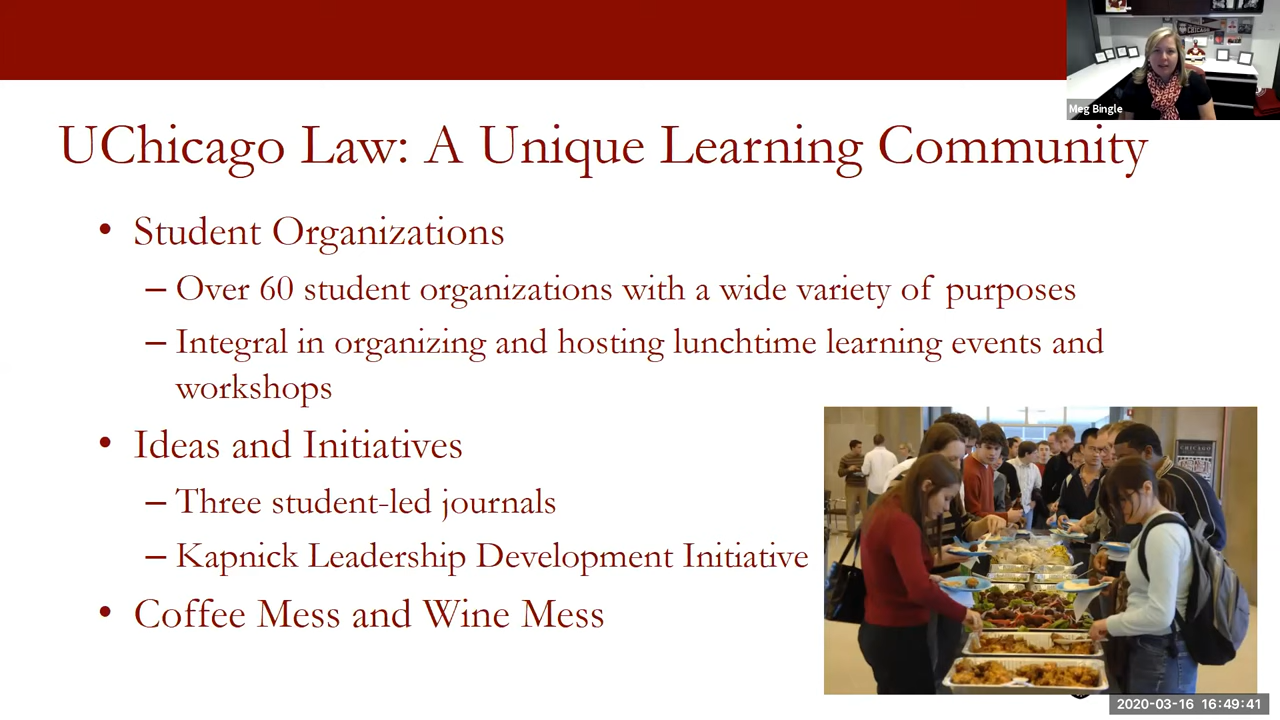 Meg Bingle
UChicago Law: A Unique Learning Community
• Student Organizations
– Over 60 student organizations with a wide variety of purposes
– Integral in organizing and hosting lunchtime learning events and
workshops
• Ideas and Initiatives
– Three student-led journals
– Kapnick Leadership Development Initiative
• Coffee Mess and Wine Mess
CHICAGO
CHICAGO
2020-03-16 16:49:41